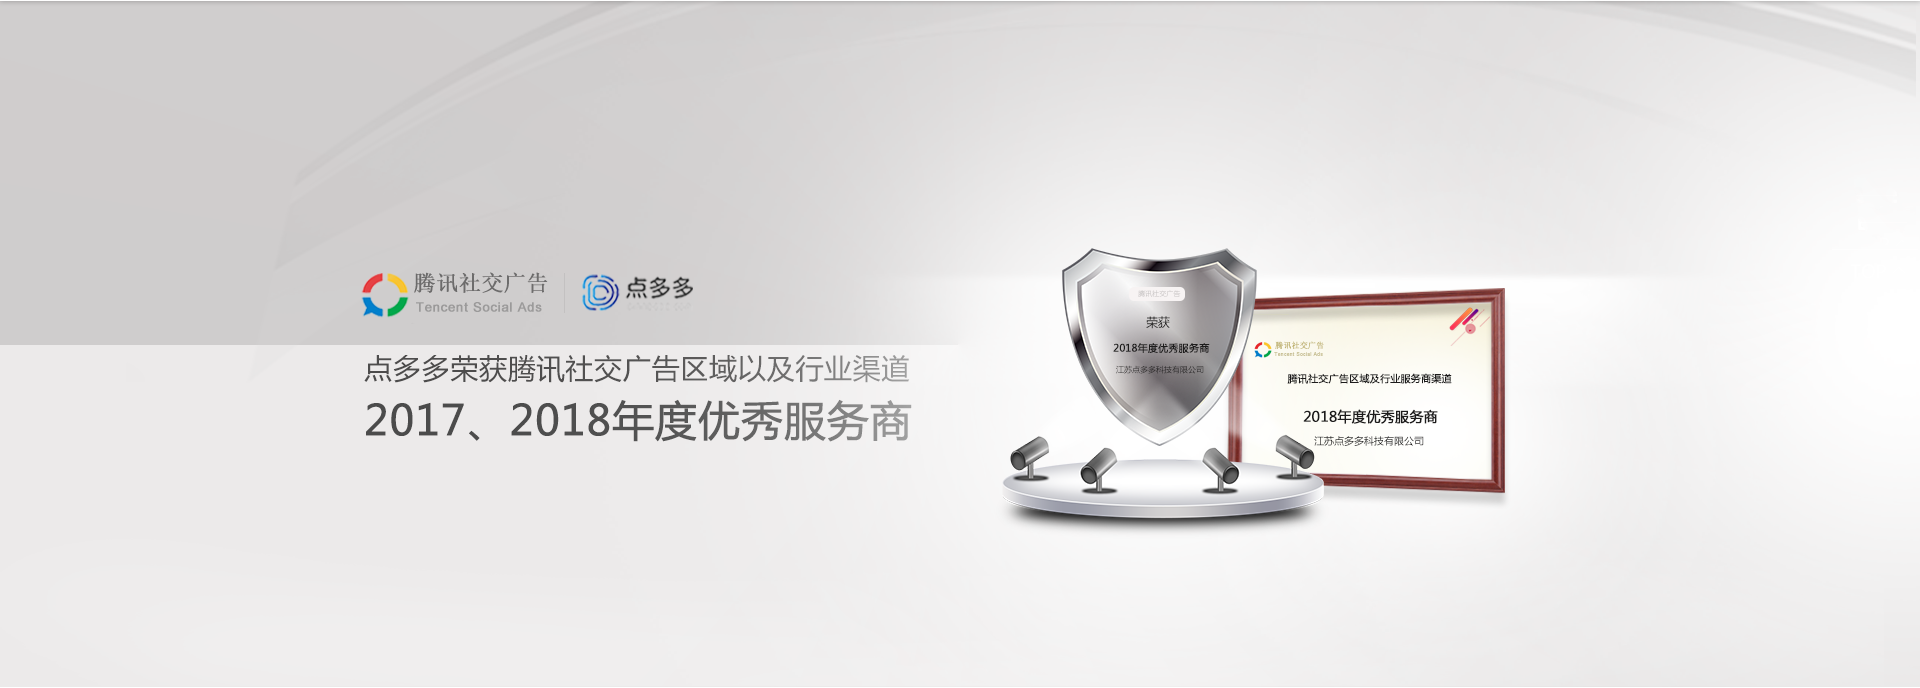 腾讯社交广告
Tencent Social Ads
点多多
点多多荣获腾讯社交广告区域以及行业渠道
2017、2018年度优秀服务商
腾讯社交广告
荣获
2018年度优秀服务商
江苏点多多科技有限公司
腾讯社交广告
Tencent Social Ads
腾讯社交广告区域及行业服务商渠道
2018年度优秀服务商
江苏点多多科技有限公司